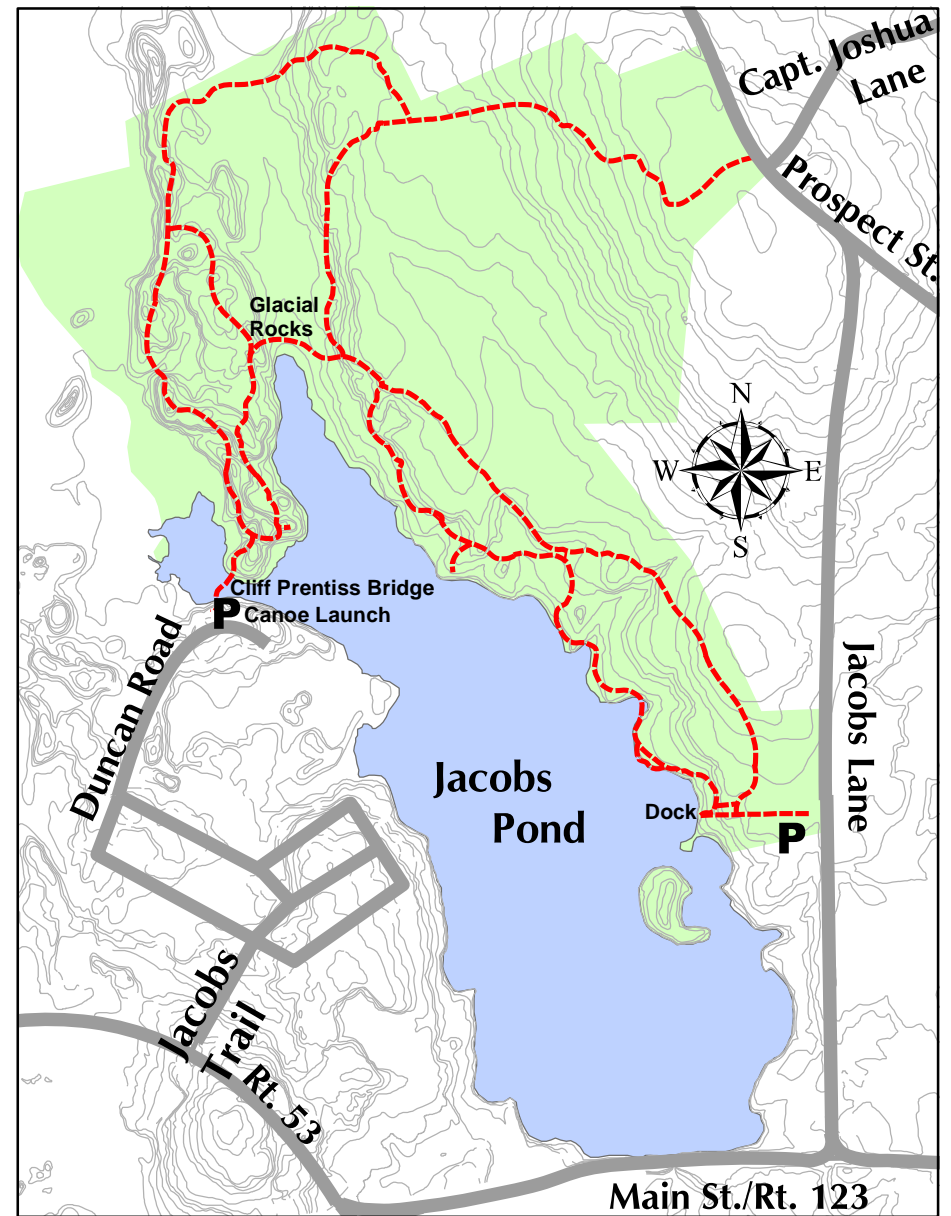 Capt. Joshua
Lane
Prospect St.
Glacial
Rocks
N
W
E
S
Cliff Prentiss Bridge
P
Canoe Launch
Duncan Road
Jacobs Lane
Jacobs
Pond
Dock
P
Jacobs
Trail
Rt. 53
Main St./Rt. 123